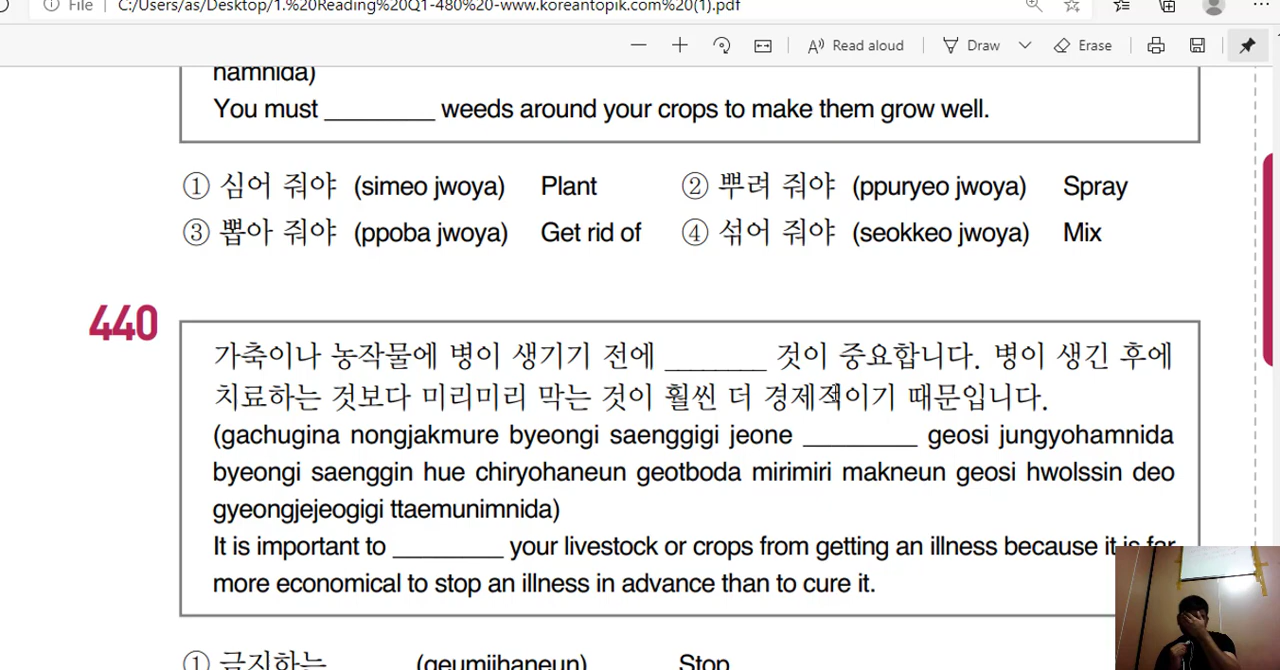 File C:/Users/as/Desktop/1.%20Reading%20Q1-480%20-www.koreantopik.com%20(1).pdf
Read aloud Draw Erase
hamnida)
You must _________ weeds around your crops to make them grow well.
① 심어 줘야 (simeo jwoya) Plant ② 뿌려 줘야 (ppuryeo jwoya) Spray
③ 뽑아 줘야 (ppoba jwoya) Get rid of ④ 섞어 줘야 (seokkeo jwoya) Mix
440
가축이나 농작물에 병이 생기기 전에 ________ 것이 중요합니다. 병이 생긴 후에
치료하는 것보다 미리미리 막는 것이 훨씬 더 경제적이기 때문입니다.
(gachugina nongjakmure byeongi saenggigi jeone _________ geosi jungyohamnida
byeongi saenggin hue chiryohaneun geotboda mirimiri makneun geosi hwolssin deo
gyeongjejeogigi ttaemunimnida)
It is important to _________ your livestock or crops from getting an illness because it is far
more economical to stop an illness in advance than to cure it.
① 금지하는 (geumjihaneun) Stop